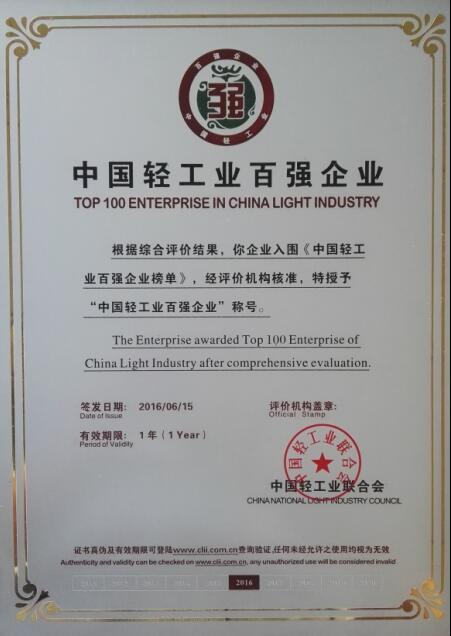 百强企业
强
中国轻工业
中国轻工业百强企业
TOP 100 ENTERPRISE IN CHINA LIGHT INDUSTRY
根据综合评价结果，你企业入围《中国轻工
业百强企业榜单》，经评价机构核准，特授予
“中国轻工业百强企业”称号。
The Enterprise awarded Top 100 Enterprise of
China Light Industry after comprehensive evaluation.
签发日期: 2016/06/15
Date of Issue
有效期限: 1 年（1 Year）
Period of Validity
评价机构盖章:
Official Stamp
中国轻工业联合会
中国轻工业联合会
CHINA NATIONAL LIGHT INDUSTRY COUNCIL
证书真伪及有效期限可登陆www.clii.com.cn查询验证,任何未经允许之使用均视为无效
Authenticity and validity can be checked on www.clii.com.cn, any unauthorized use will be considered invalid
2016